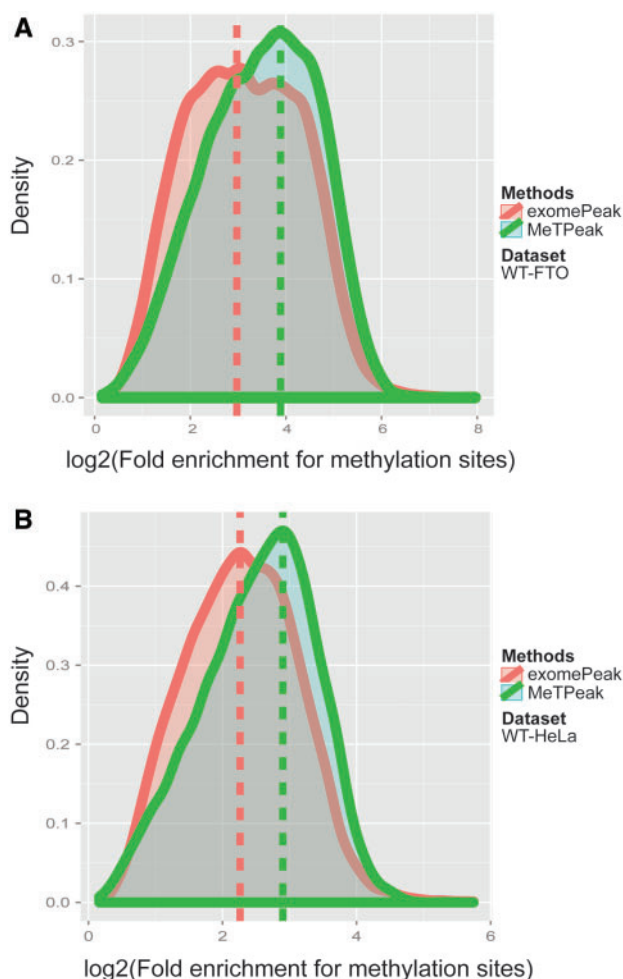 A
0.3
0.2
0.1
0.0
Density
0 2 4 6 8
log2(Fold enrichment for methylation sites)
Methods
exomePeak
MeTPeak
Dataset
WT-FTO
B
0.4
0.3
0.2
0.1
0.0
Density
0 2 4 6
log2(Fold enrichment for methylation sites)
Methods
exomePeak
MeTPeak
Dataset
WT-HeLa